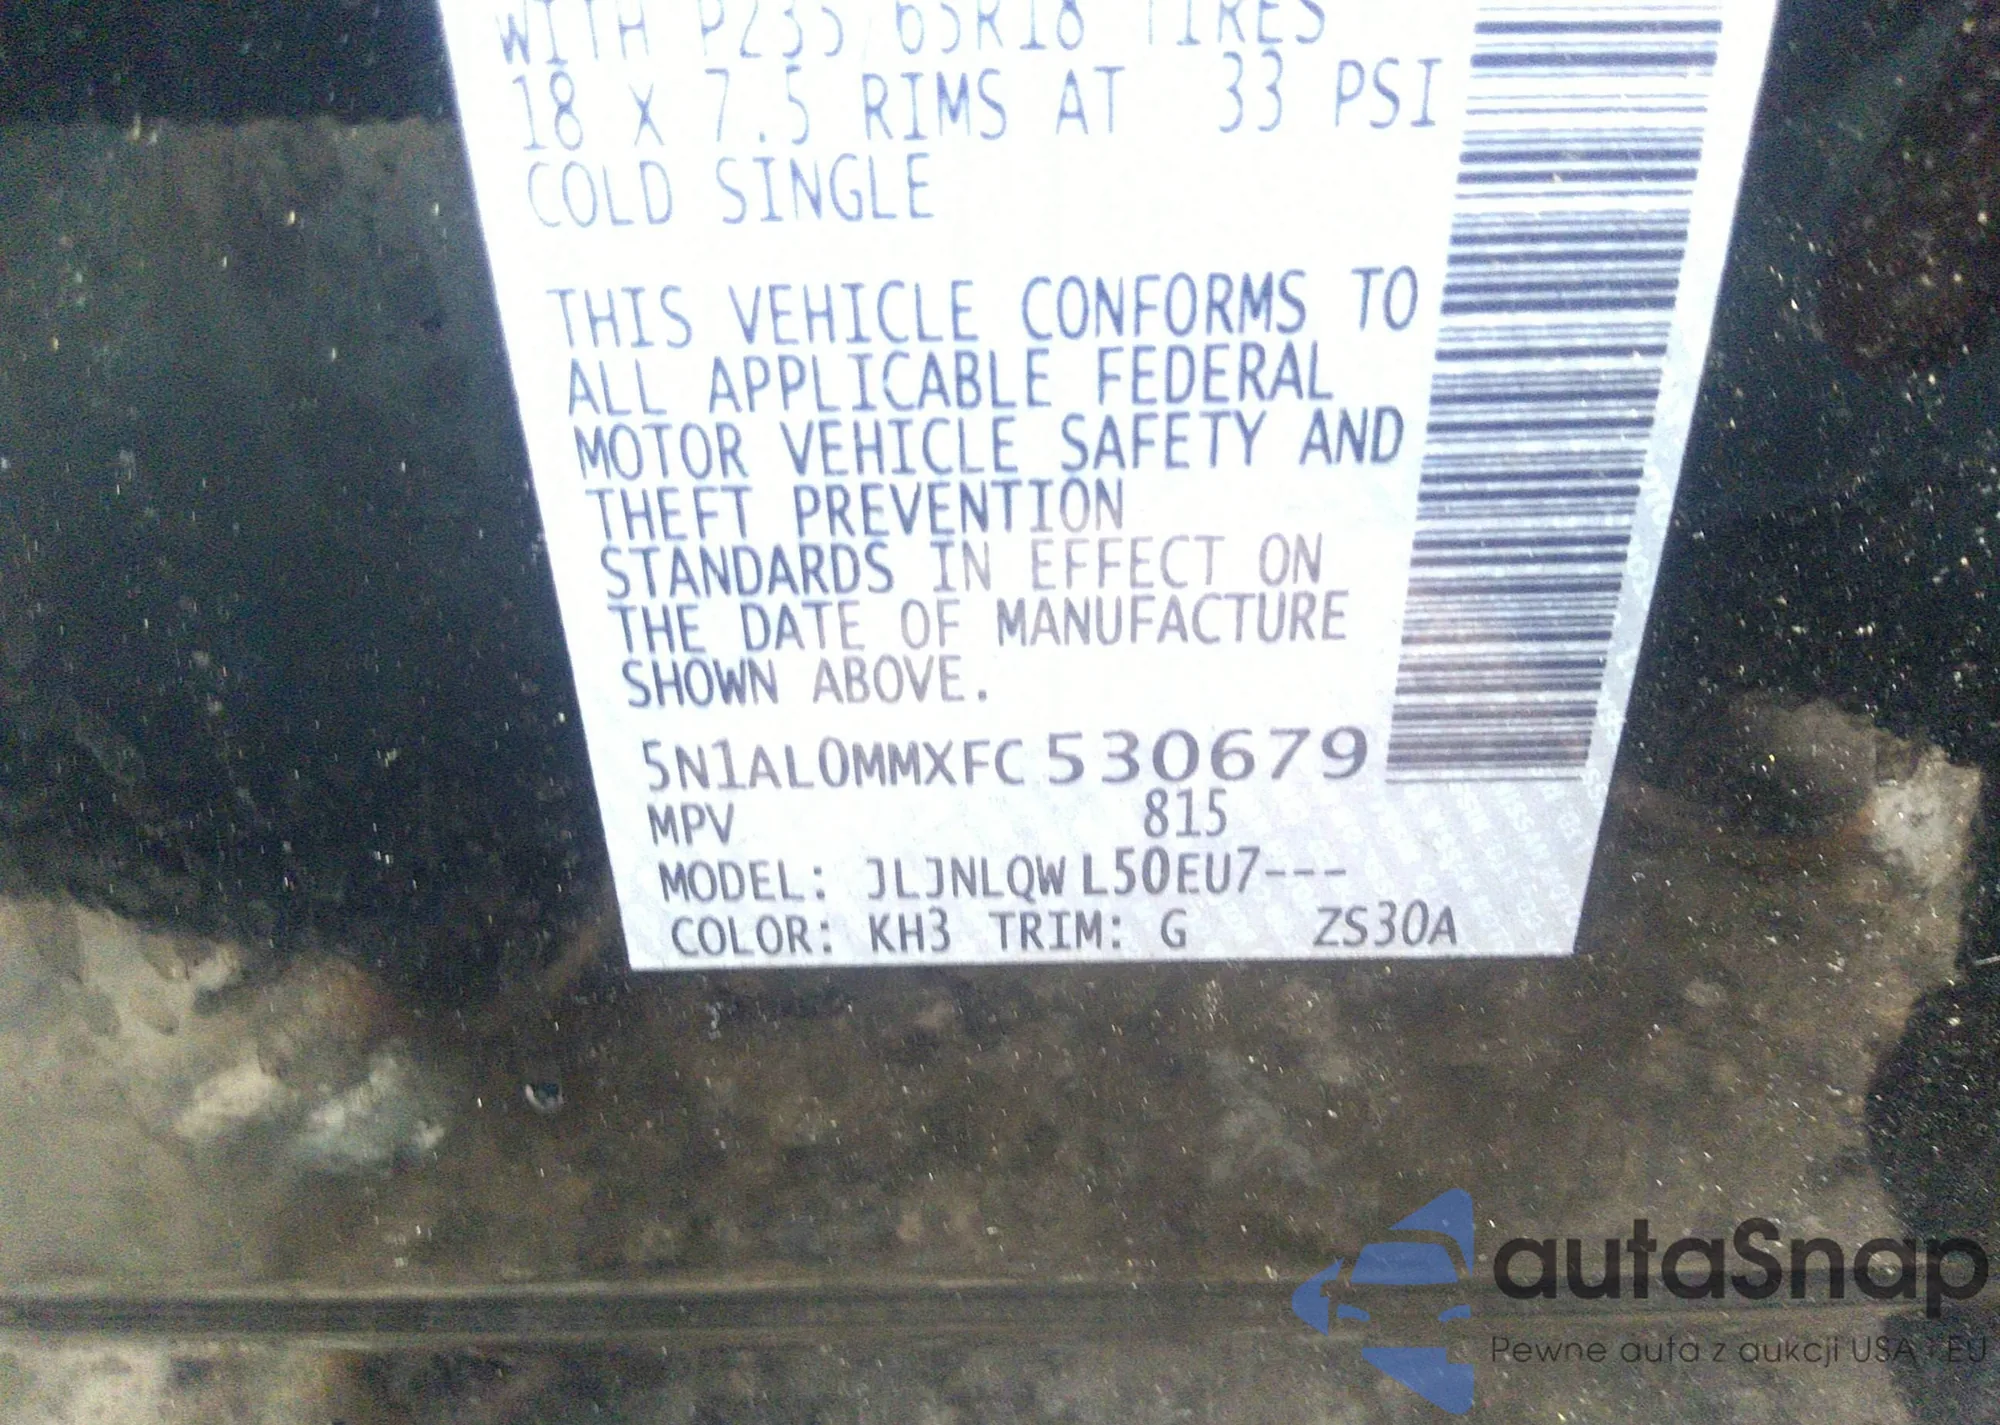 WITH P235/65R18 TIRES
18 X 7.5 RIMS AT 33 PSI
COLD SINGLE
THIS VEHICLE CONFORMS TO
ALL APPLICABLE FEDERAL
MOTOR VEHICLE SAFETY AND
THEFT PREVENTION
STANDARDS IN EFFECT ON
THE DATE OF MANUFACTURE
SHOWN ABOVE.
5N1AL0MMXFC530679
MPV 815
MODEL: JLJNLQWL50EU7---
COLOR: KH3 TRIM: G ZS30A
autaSnap
Pewne auta z aukcji USA i EU